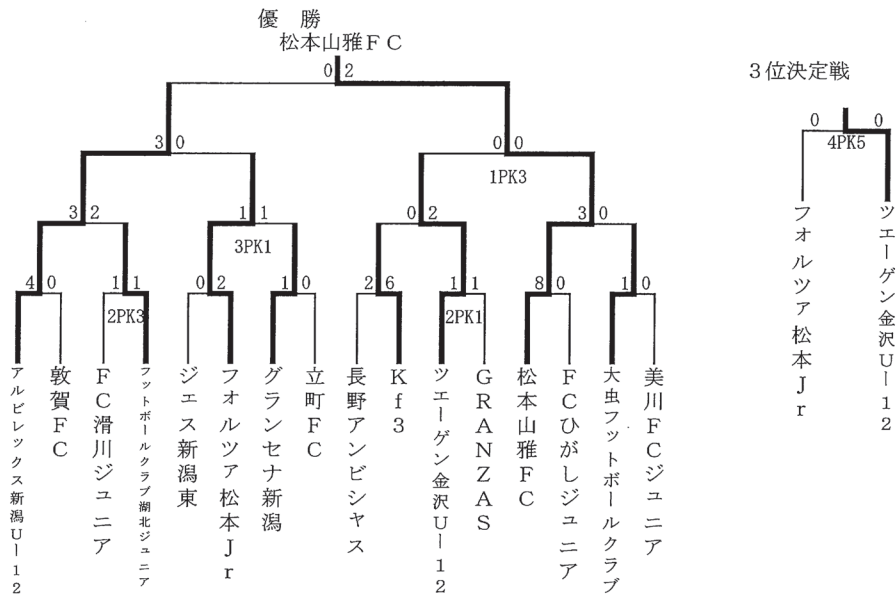 優 勝
松本山雅FC
0 2
3 0
0 0
1PK3
3 2
1 1
3PK1
0 2
3 0
4 0
1 1
2PK3
0 2
1 0
2 6
1 1
2PK1
8 0
1 0
アルビレックス新潟U-12
敦賀FC
FC滑川ジュニア
フットボールクラブ湖北ジュニア
ジェス新潟東
フォルツァ松本Jr
グランセナ新潟
立町FC
長野アンビシャス
Kf3
ツエーゲン金沢U-12
GRANZAS
松本山雅FC
FCひがしジュニア
大虫フットボールクラブ
美川FCジュニア
3位決定戦
0 0
4PK5
フォルツァ松本Jr
ツエーゲン金沢U-12